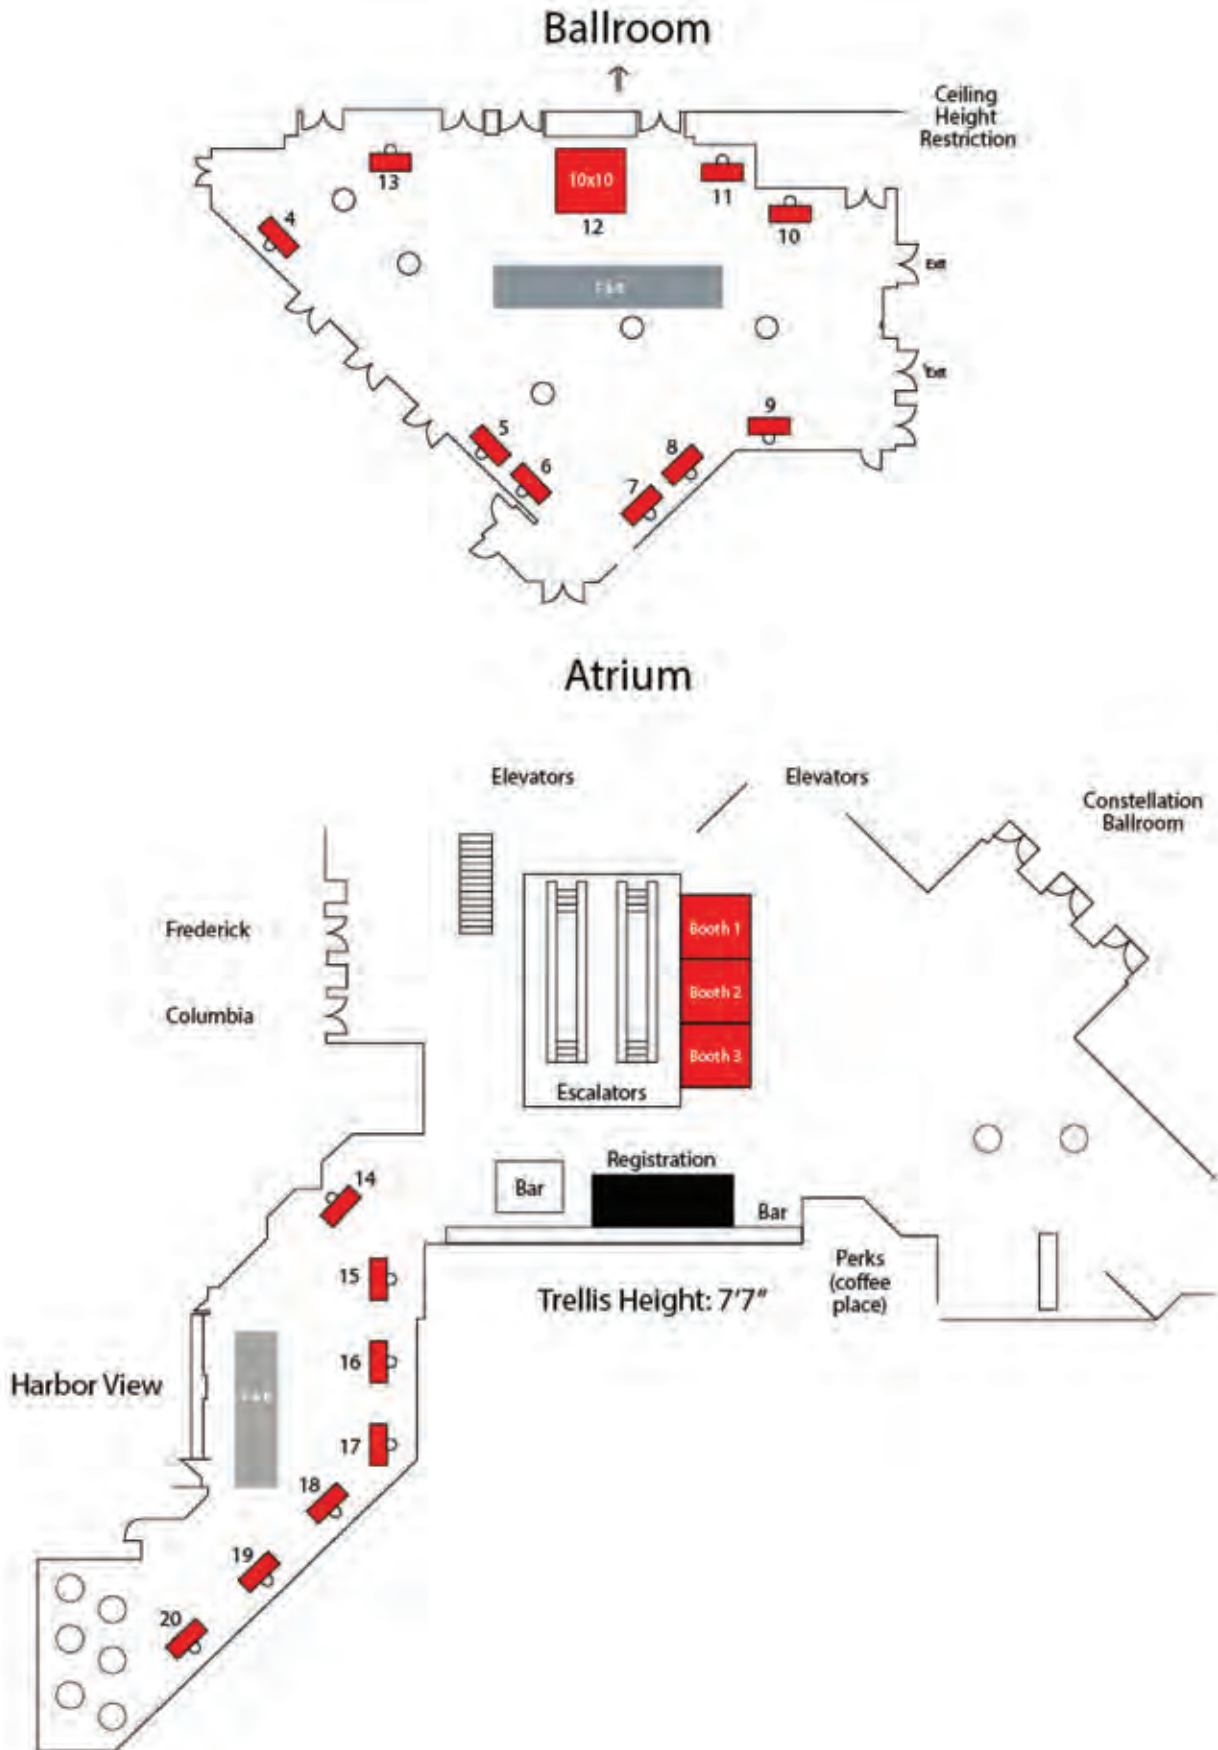 Ballroom
Ceiling
Height
Restriction
13
10x10
12
11
10
4
Exit
Exit
9
5
6
8
7
Atrium
Elevators
Elevators
Constellation
Ballroom
Frederick
Columbia
Booth 1
Booth 2
Booth 3
Escalators
Registration
Bar
Bar
14
15
16
17
18
19
20
Perks
(coffee
place)
Trellis Height: 7'7"
Harbor View